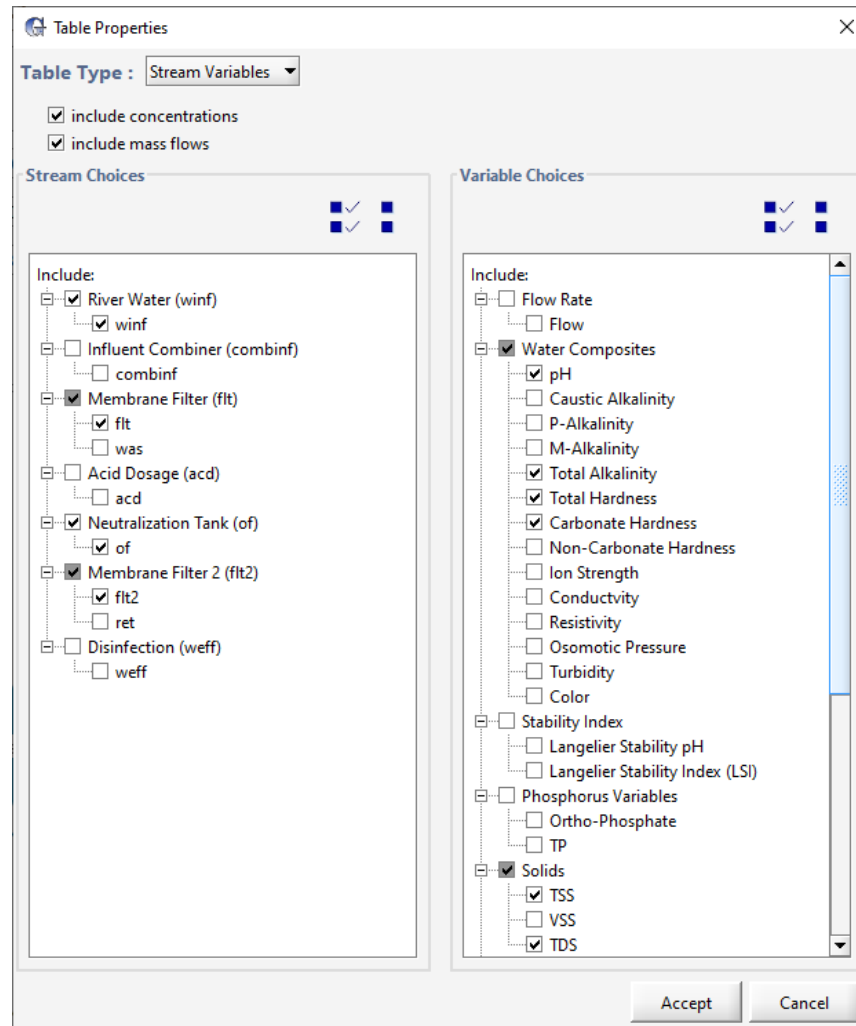 Table Properties
Table Type : Stream Variables
include concentrations
include mass flows
Stream Choices
Include:
River Water (winf)
winf
Influent Combiner (combinf)
combinf
Membrane Filter (flt)
flt
was
Acid Dosage (acd)
acd
Neutralization Tank (of)
of
Membrane Filter 2 (flt2)
flt2
ret
Disinfection (weff)
weff
Variable Choices
Include:
Flow Rate
Flow
Water Composites
pH
Caustic Alkalinity
P-Alkalinity
M-Alkalinity
Total Alkalinity
Total Hardness
Carbonate Hardness
Non-Carbonate Hardness
Ion Strength
Conductvity
Resistivity
Osomotic Pressure
Turbidity
Color
Stability Index
Langelier Stability pH
Langelier Stability Index (LSI)
Phosphorus Variables
Ortho-Phosphate
TP
Solids
TSS
VSS
TDS
Accept
Cancel